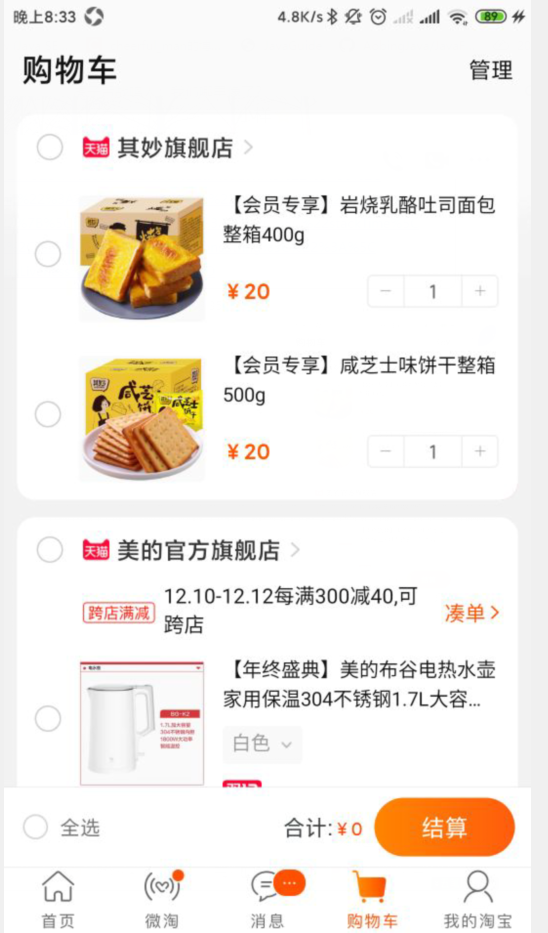 晚上8:33
4.8K/s
89
购物车
管理
天猫
其妙旗舰店
【会员专享】岩烧乳酪吐司面包
整箱400g
¥20
1
【会员专享】咸芝士味饼干整箱
500g
¥20
1
天猫
美的官方旗舰店
跨店满减
12.10-12.12每满300减40,可
跨店
凑单
【年终盛典】美的布谷电热水壶
家用保温304不锈钢1.7L大容...
白色
全选
合计:¥0
结算
首页
微淘
消息
购物车
我的淘宝